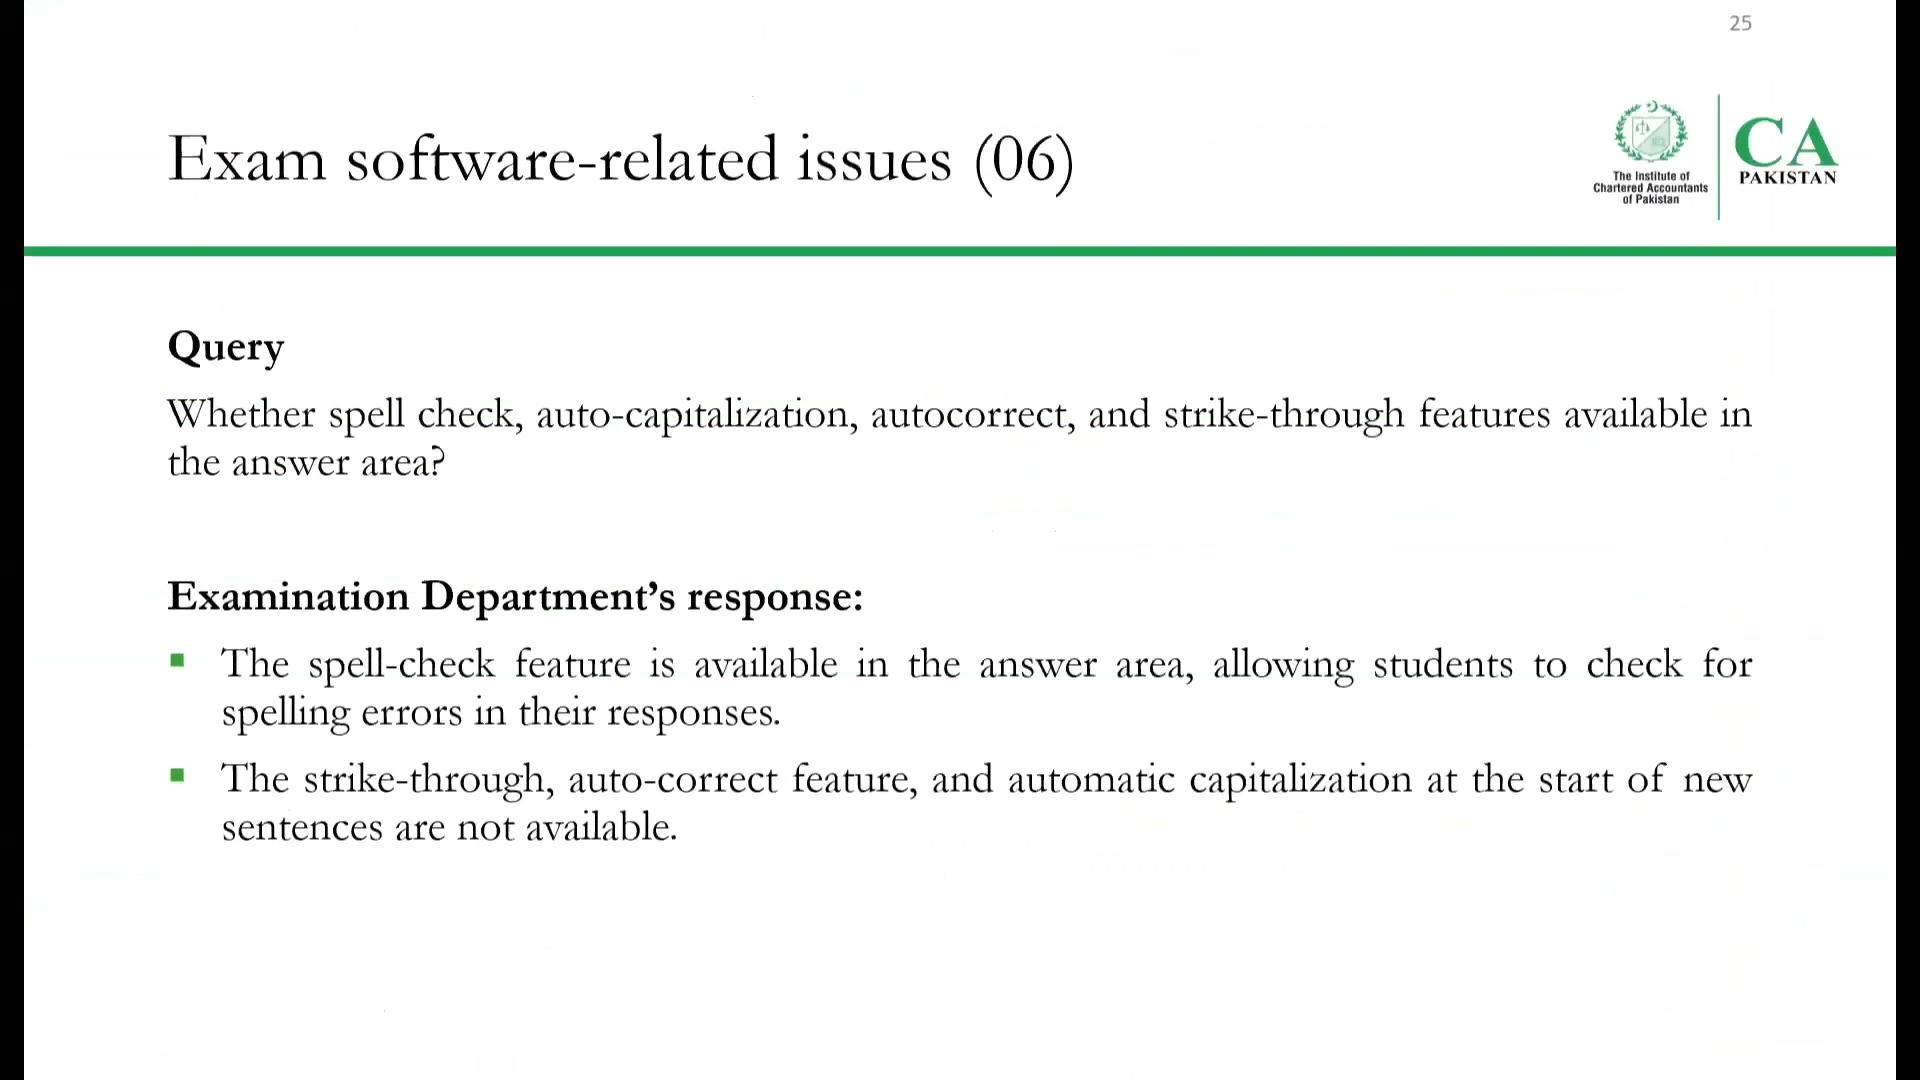 25
Exam software-related issues (06)
The Institute of
Chartered Accountants
of Pakistan
CA
PAKISTAN
Query
Whether spell check, auto-capitalization, autocorrect, and strike-through features available in
the answer area?
Examination Department’s response:
▪ The spell-check feature is available in the answer area, allowing students to check for
spelling errors in their responses.
▪ The strike-through, auto-correct feature, and automatic capitalization at the start of new
sentences are not available.